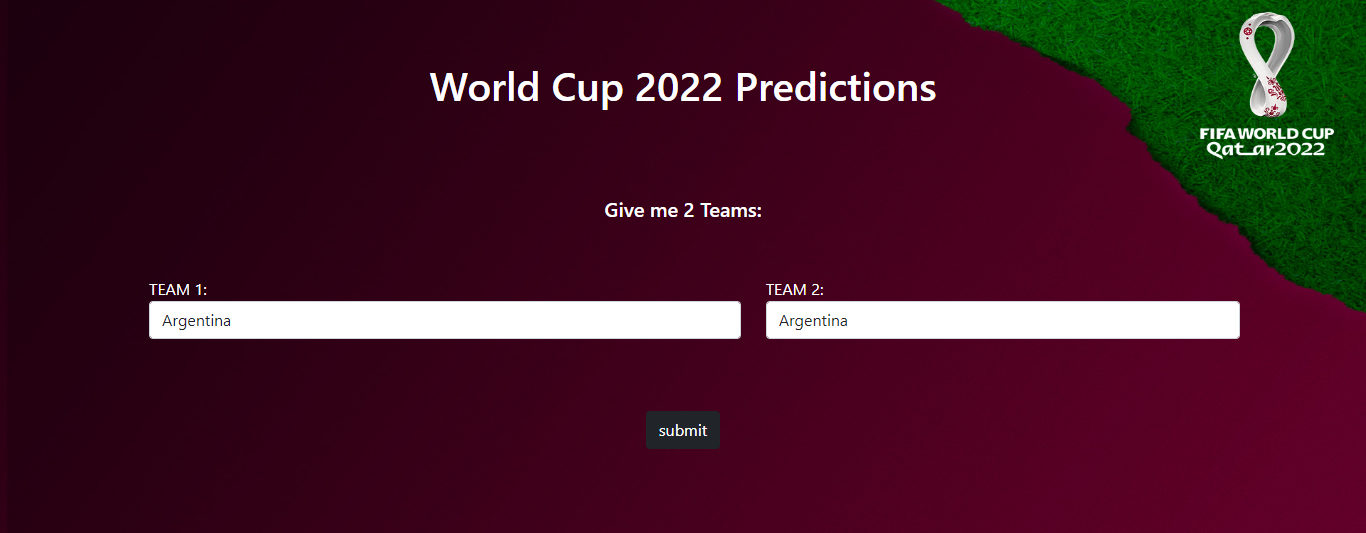 World Cup 2022 Predictions
FIFA WORLD CUP
Qatar2022
Give me 2 Teams:
TEAM 1:
TEAM 2:
Argentina
Argentina
submit